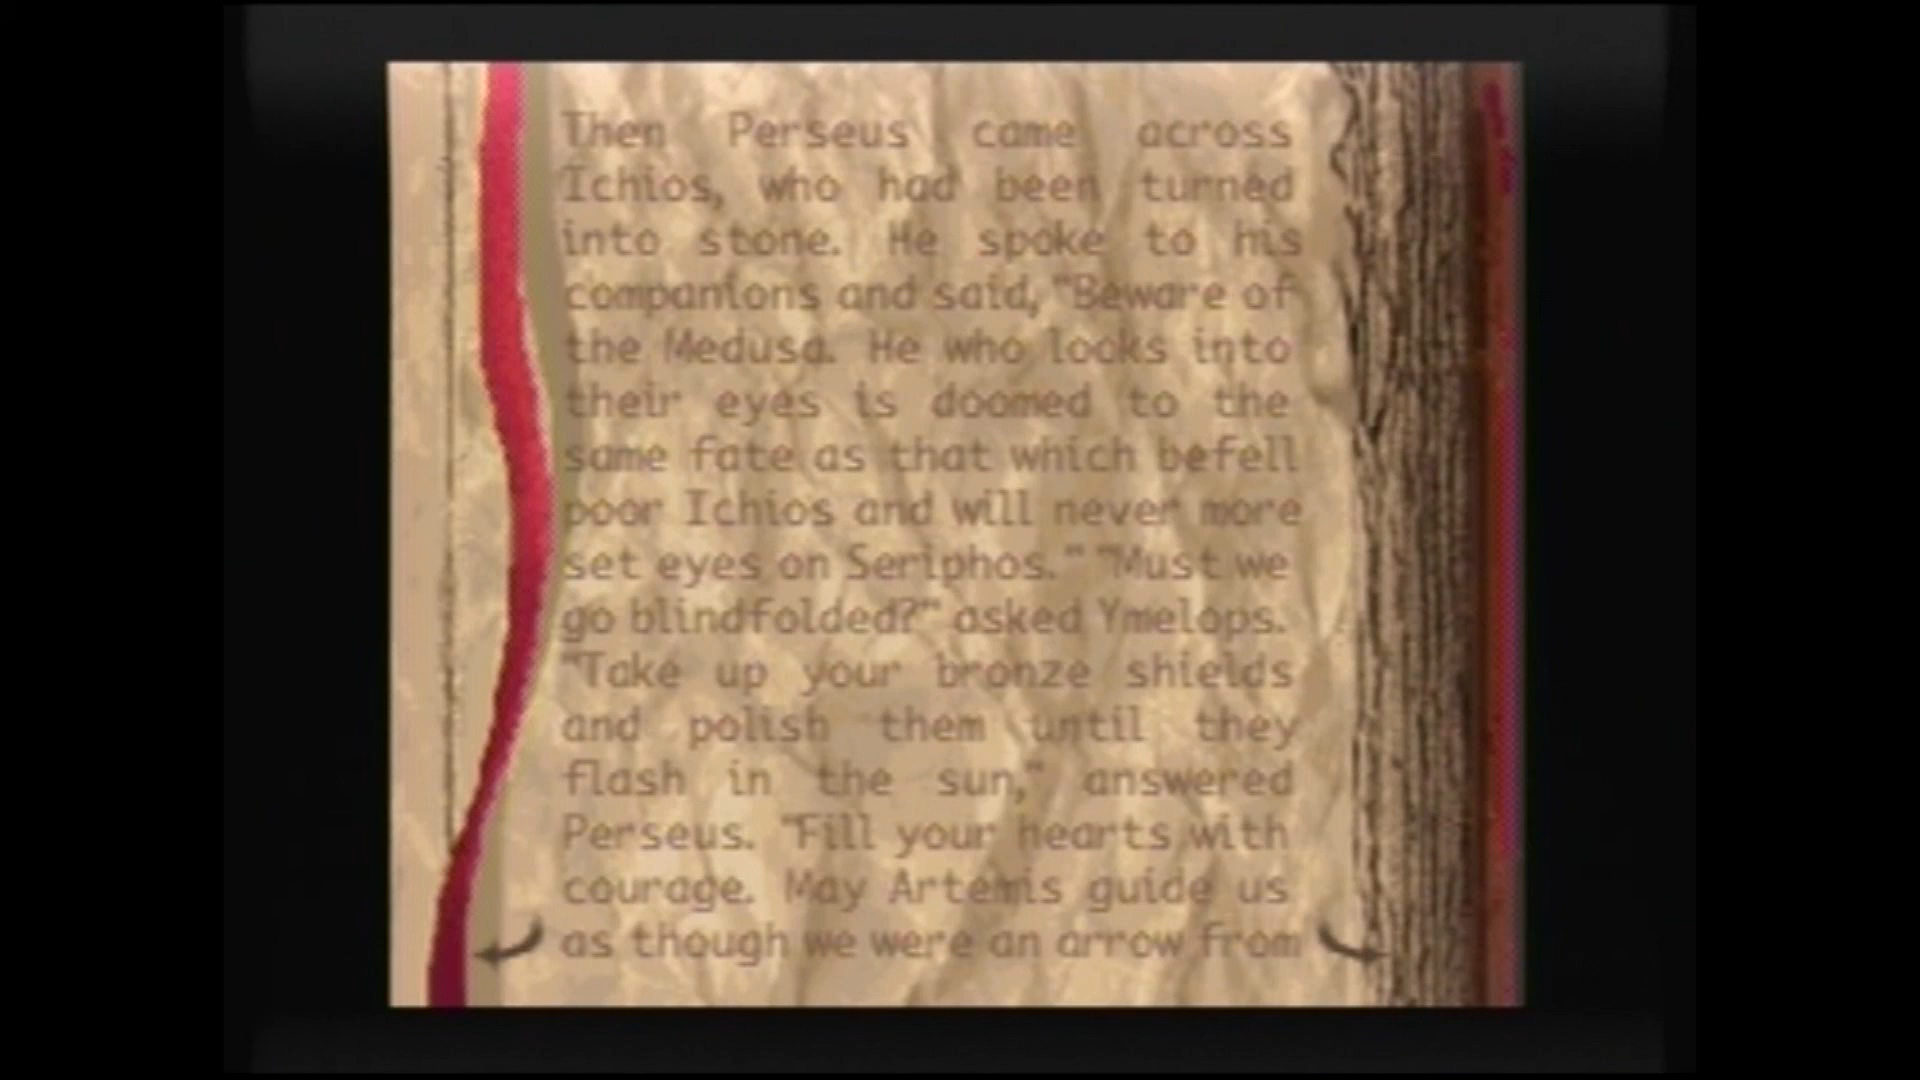 Then Perseus came across
Ichios, who had been turned
into stone. He spoke to his
companions and said, "Beware of
the Medusa. He who looks into
their eyes is doomed to the
same fate as that which befell
poor Ichios and will never more
set eyes on Seriphos." "Must we
go blindfolded?" asked Ymelops.
"Take up your bronze shields
and polish them until they
flash in the sun," answered
Perseus. "Fill your hearts with
courage. May Artemis guide us
as though we were an arrow from